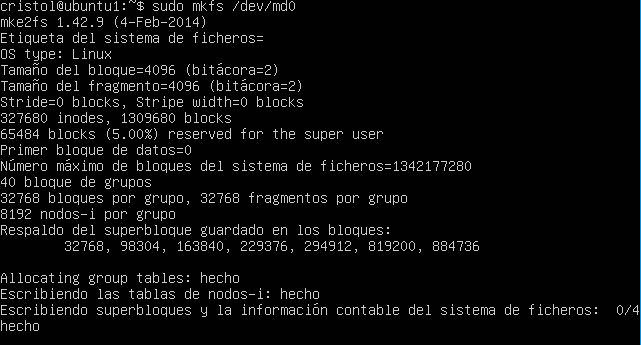 cristol@ubuntu1:~$ sudo mkfs /dev/md0
mke2fs 1.42.9 (4-Feb-2014)
Etiqueta del sistema de ficheros=
OS type: Linux
Tamaño del bloque=4096 (bitácora=2)
Tamaño del fragmento=4096 (bitácora=2)
Stride=0 blocks, Stripe width=0 blocks
327680 inodes, 1309680 blocks
65484 blocks (5.00%) reserved for the super user
Primer bloque de datos=0
Número máximo de bloques del sistema de ficheros=1342177280
40 bloque de grupos
32768 bloques por grupo, 32768 fragmentos por grupo
8192 nodos-i por grupo
Respaldo del superbloque guardado en los bloques:
32768, 98304, 163840, 229376, 294912, 819200, 884736
Allocating group tables: hecho
Escribiendo las tablas de nodos-i: hecho
Escribiendo superbloques y la información contable del sistema de ficheros:  0/4
hecho